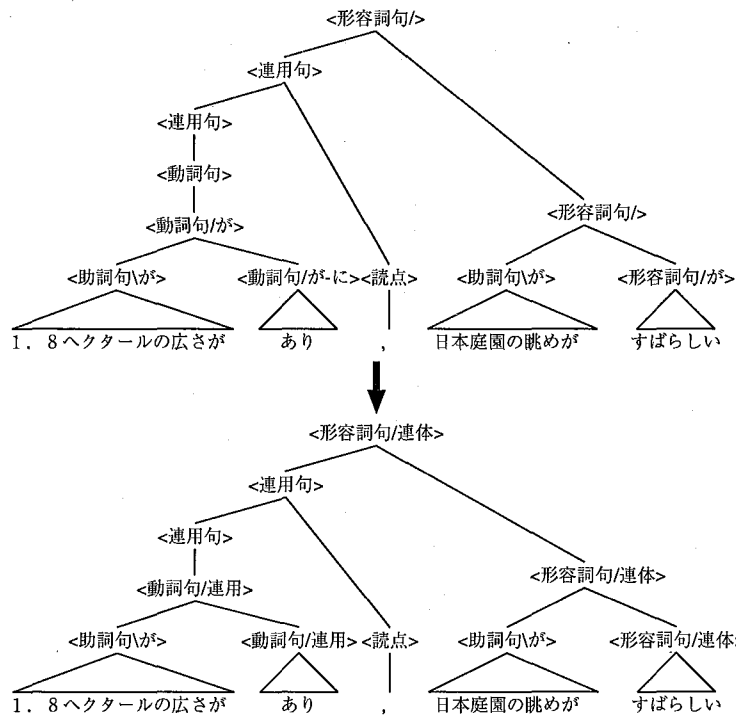 <形容詞句/>
<連用句>
<連用句>
<動詞句>
<動詞句/が>
<形容詞句/>
<助詞句\が> <動詞句/が-に> <読点> <助詞句\が> <形容詞句/が>
1．8ヘクタールの広さが あり ， 日本庭園の眺めが すばらしい
<形容詞句/連体>
<連用句>
<連用句>
<動詞句/連用>
<形容詞句/連体>
<助詞句\が> <動詞句/連用> <読点> <助詞句\が> <形容詞句/連体>
1．8ヘクタールの広さが あり ， 日本庭園の眺めが すばらしい